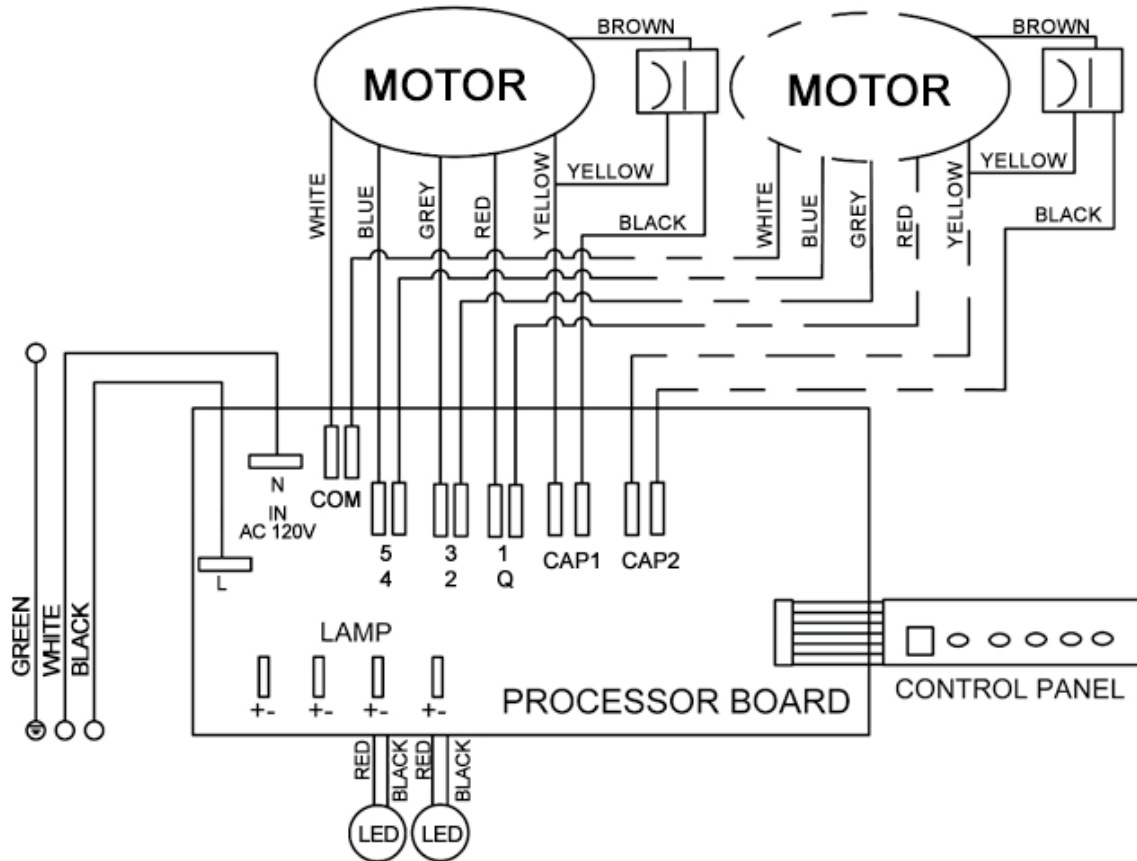 BROWN
BROWN
MOTOR
MOTOR
YELLOW
YELLOW
WHITE
BLUE
GREY
RED
YELLOW
BLACK
WHITE
BLUE
GREY
RED
YELLOW
BLACK
N
IN
AC 120V
COM
L
5
4
3
2
1
Q
CAP1
CAP2
GREEN
WHITE
BLACK
LAMP
+-
+-
+-
+-
PROCESSOR BOARD
CONTROL PANEL
RED
BLACK
RED
BLACK
LED
LED